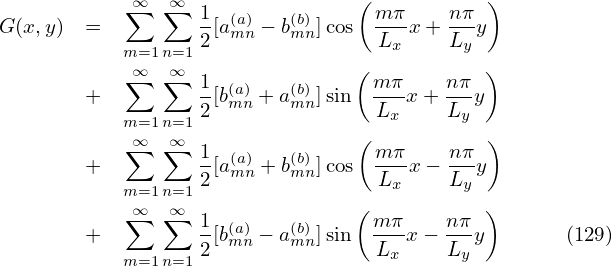 G(x,y) = \sum_{m=1}^{\infty} \sum_{n=1}^{\infty} \frac{1}{2} [a_{mn}^{(a)} - b_{mn}^{(b)}] \cos \left( \frac{m\pi}{L_x} x + \frac{n\pi}{L_y} y \right)
+ \sum_{m=1}^{\infty} \sum_{n=1}^{\infty} \frac{1}{2} [b_{mn}^{(a)} + a_{mn}^{(b)}] \sin \left( \frac{m\pi}{L_x} x + \frac{n\pi}{L_y} y \right)
+ \sum_{m=1}^{\infty} \sum_{n=1}^{\infty} \frac{1}{2} [a_{mn}^{(a)} + b_{mn}^{(b)}] \cos \left( \frac{m\pi}{L_x} x - \frac{n\pi}{L_y} y \right)
+ \sum_{m=1}^{\infty} \sum_{n=1}^{\infty} \frac{1}{2} [b_{mn}^{(a)} - a_{mn}^{(b)}] \sin \left( \frac{m\pi}{L_x} x - \frac{n\pi}{L_y} y \right) (129)